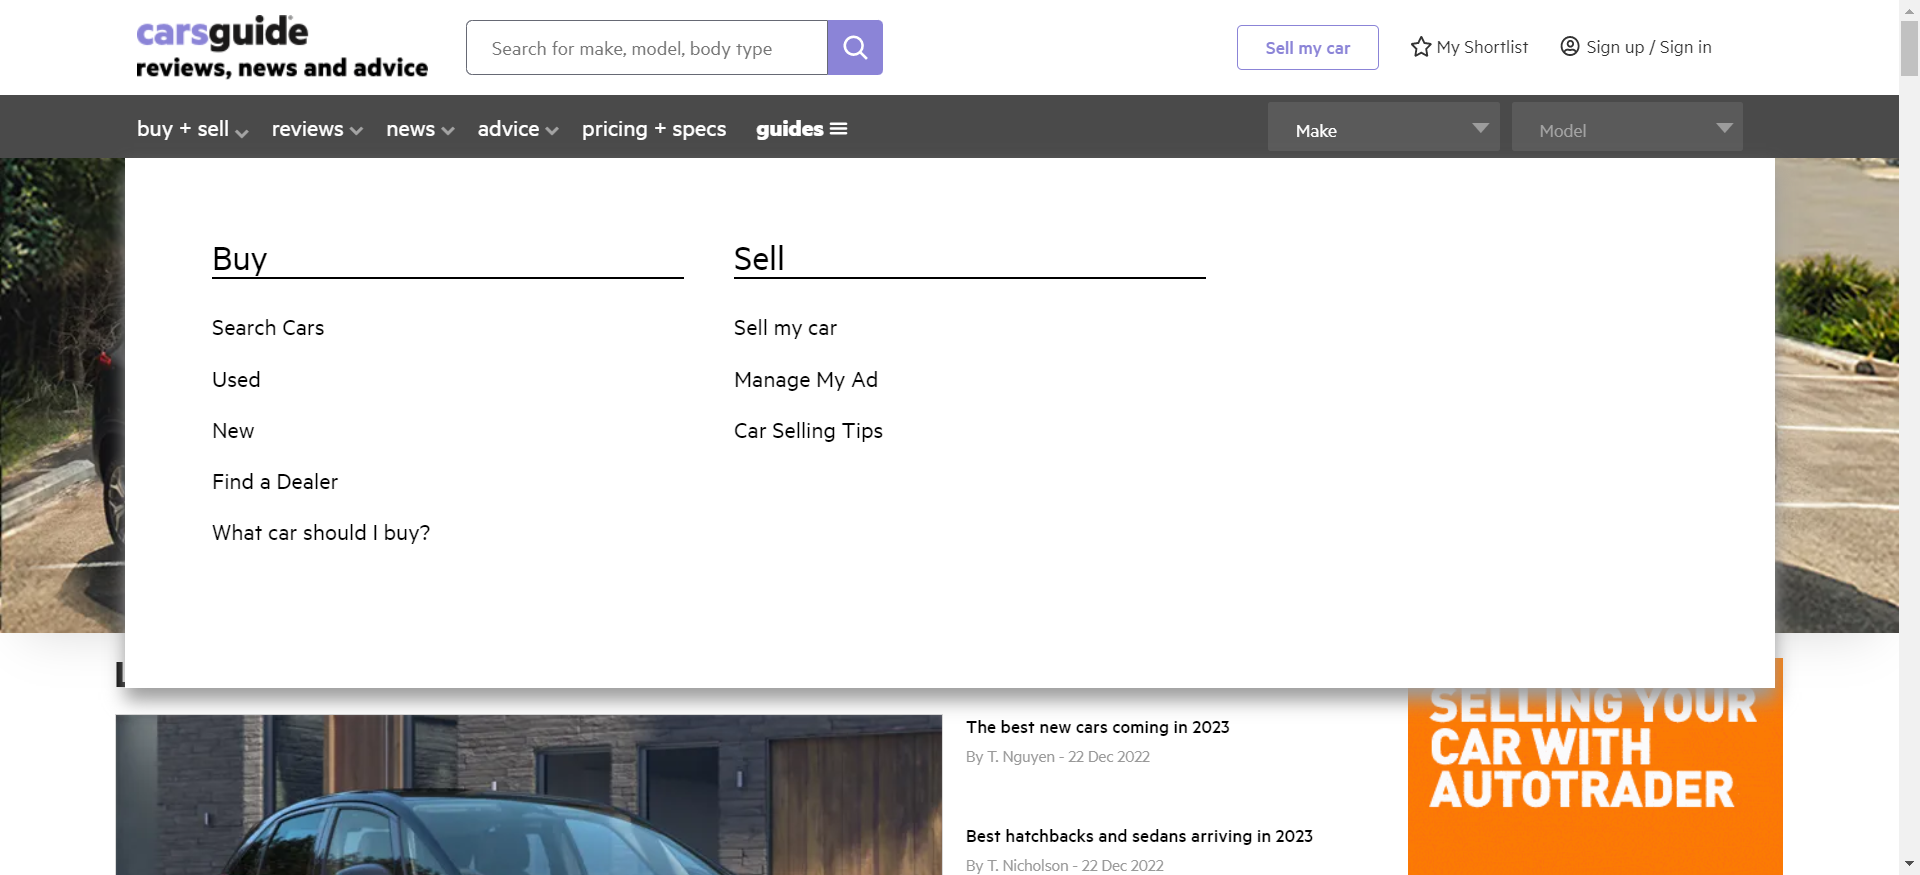 carsguide
reviews, news and advice
Search for make, model, body type
Sell my car
My Shortlist
Sign up / Sign in
buy + sell
reviews
news
advice
pricing + specs
guides
Make
Model
Buy
Search Cars
Used
New
Find a Dealer
What car should I buy?
Sell
Sell my car
Manage My Ad
Car Selling Tips
L
The best new cars coming in 2023
By T. Nguyen - 22 Dec 2022
Best hatchbacks and sedans arriving in 2023
By T. Nicholson - 22 Dec 2022
SELLING YOUR
CAR WITH
AUTOTRADER